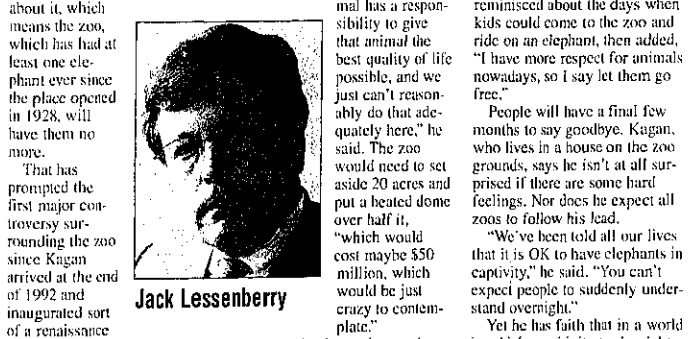 about it, which
means the zoo,
which has had at
least one ele-
phant ever since
the place opened
in 1928, will
have them no
more.
That has
prompted the
first major con-
troversy sur-
rounding the zoo
since Kagan
arrived at the end
of 1992 and
inaugurated sort
of a renaissance
Jack Lessenberry
mal has a respon-
sibility to give
that animal the
best quality of life
possible, and we
just can't reason-
ably do that ade-
quately here," he
said. The zoo
would need to set
aside 20 acres and
put a heated dome
over half it,
"which would
cost maybe $50
million, which
would be just
crazy to contem-
plate."
reminisced about the days when
kids could come to the zoo and
ride on an elephant, then added,
"I have more respect for animals
nowadays, so I say let them go
free."
People will have a final few
months to say goodbye. Kagan,
who lives in a house on the zoo
grounds, says he isn't at all sur-
prised if there are some hard
feelings. Nor does he expect all
zoos to follow his lead.
"We've been told all our lives
that it is OK to have elephants in
captivity," he said. "You can't
expect people to suddenly under-
stand overnight."
Yet he has faith that in a world